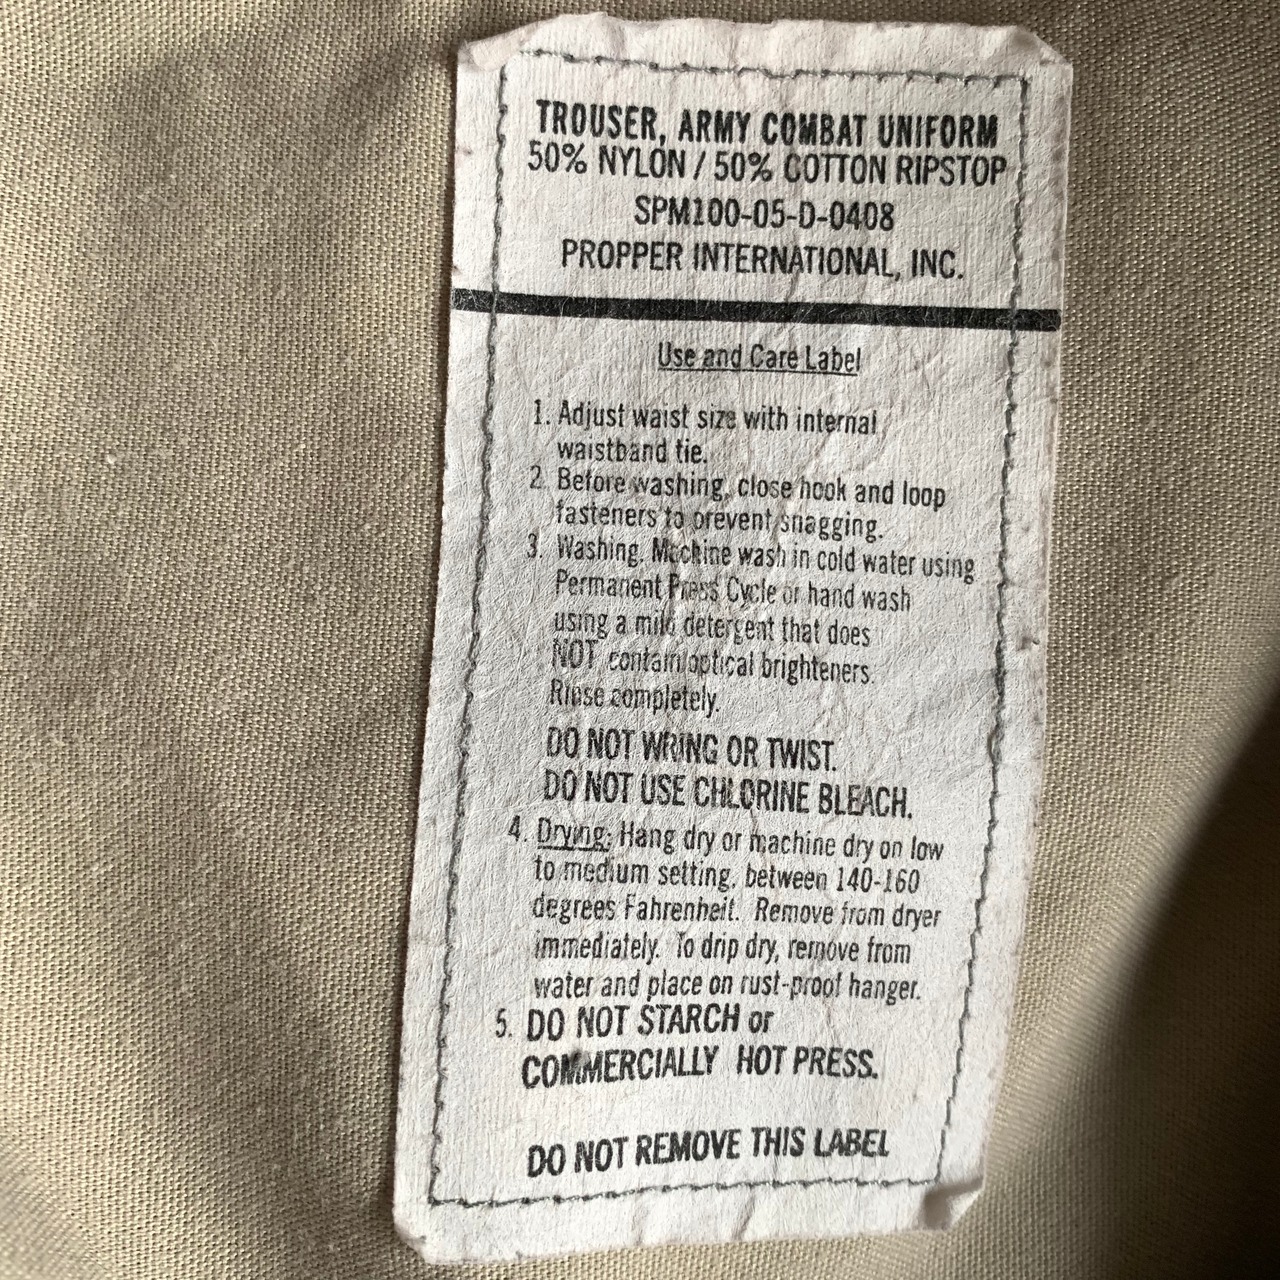 TROUSER, ARMY COMBAT UNIFORM
50% NYLON / 50% COTTON RIPSTOP
SPM100-05-D-0408
PROPPER INTERNATIONAL, INC.
Use and Care Label
1. Adjust waist size with internal
waistband tie.
2. Before washing, close hook and loop
fasteners to prevent snagging.
3. Washing. Machine wash in cold water using
Permanent Press Cycle or hand wash
using a mild detergent that does
NOT contain optical brighteners.
Rinse completely.
DO NOT WRING OR TWIST.
DO NOT USE CHLORINE BLEACH.
4. Drying: Hang dry or machine dry on low
to medium setting, between 140-160
degrees Fahrenheit. Remove from dryer
immediately. To drip dry, remove from
water and place on rust-proof hanger.
5. DO NOT STARCH or
COMMERCIALLY HOT PRESS.
DO NOT REMOVE THIS LABEL